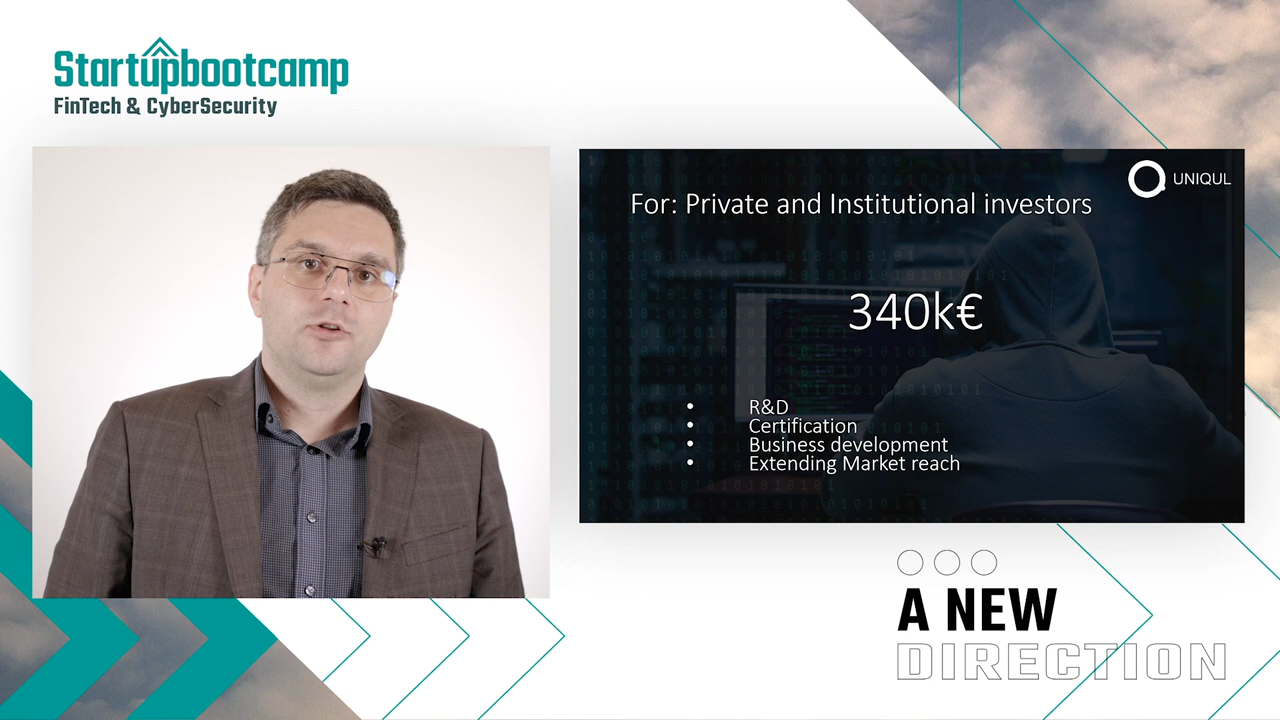 Startupbootcamp
FinTech & CyberSecurity
UNIQUL
For: Private and Institutional investors
340k€
• R&D
• Certification
• Business development
• Extending Market reach
A NEW
DIRECTION